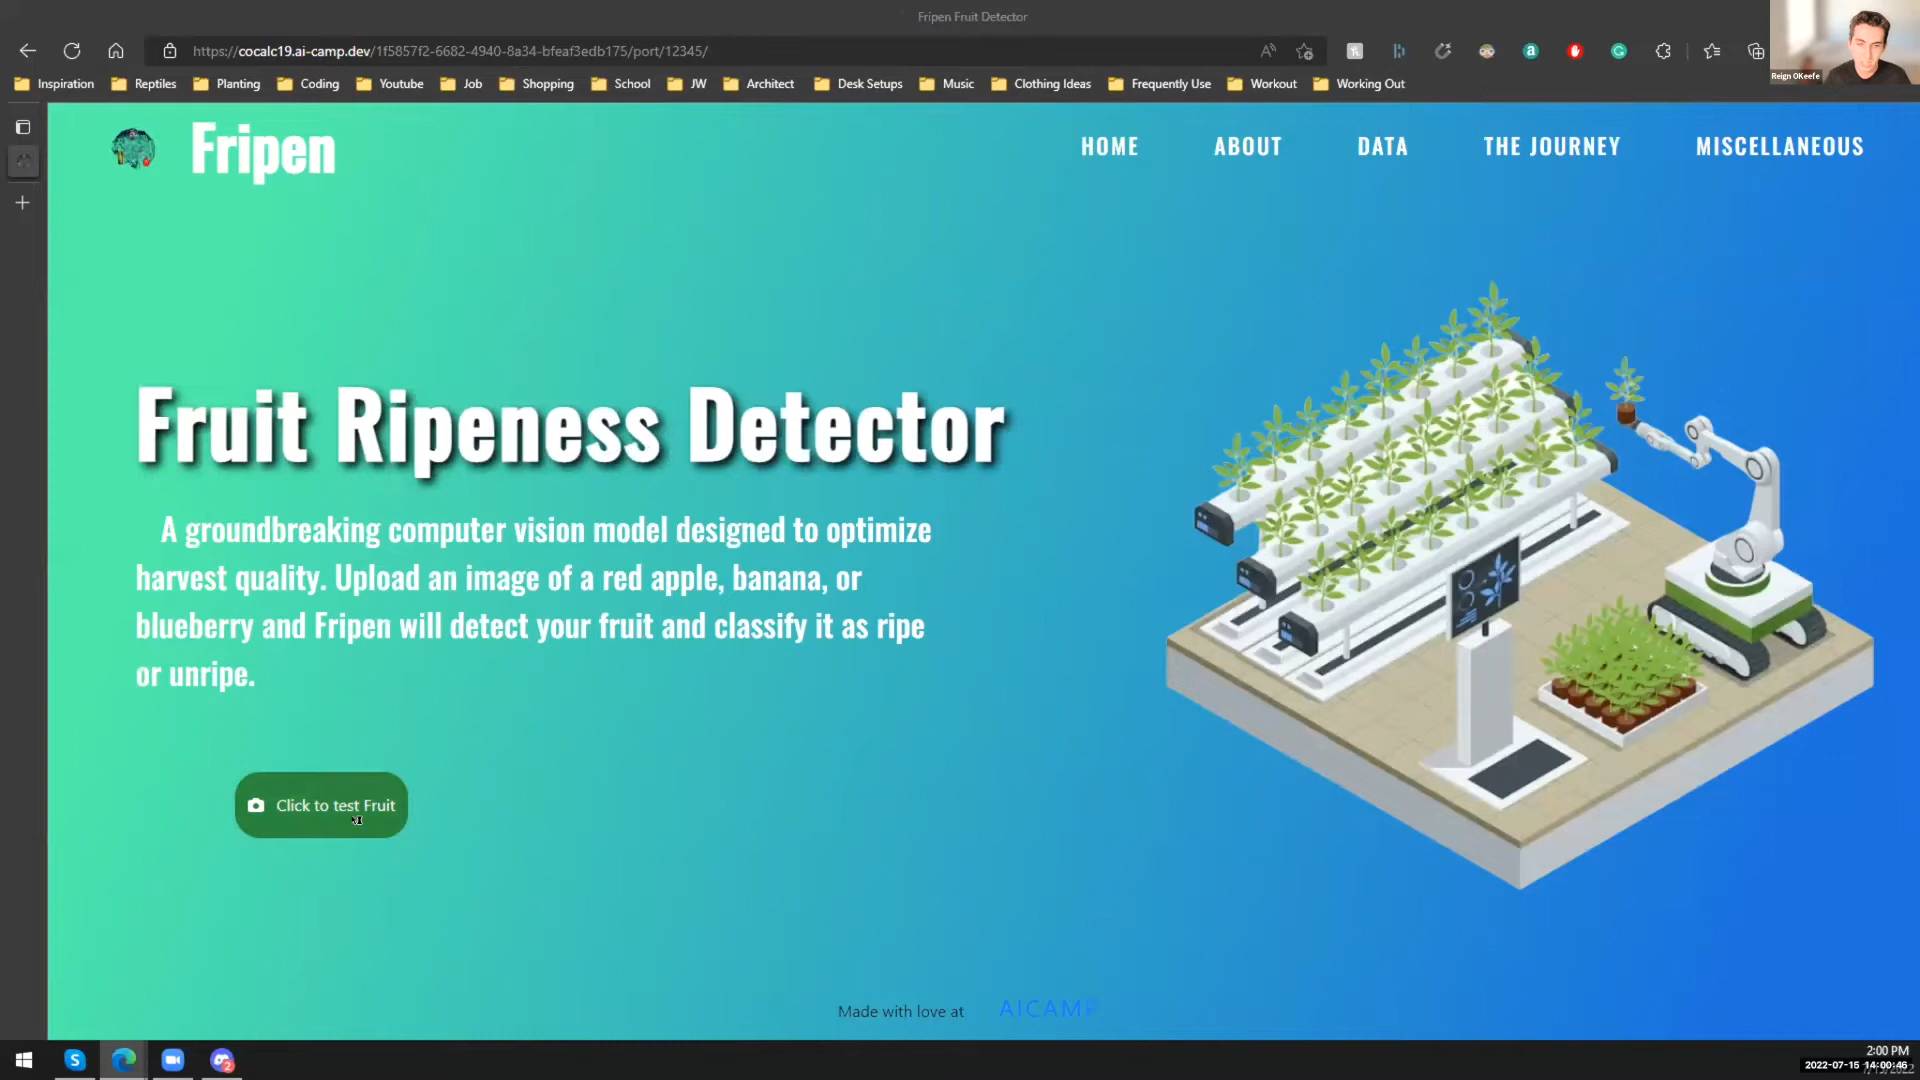 Fripen Fruit Detector
https://cocalc19.ai-camp.dev/1f5857f2-6682-4940-8a34-bfeaf3edb175/port/12345/
Reign OKeefe
Inspiration Reptiles Planting Coding Youtube Job Shopping School JW Architect Desk Setups Music Clothing Ideas Frequently Use Workout Working Out
Fripen HOME ABOUT DATA THE JOURNEY MISCELLANEOUS
Fruit Ripeness Detector
A groundbreaking computer vision model designed to optimize
harvest quality. Upload an image of a red apple, banana, or
blueberry and Fripen will detect your fruit and classify it as ripe
or unripe.
Click to test Fruit
Made with love at AICAMP
2:00 PM
2022-07-15 14:00:46